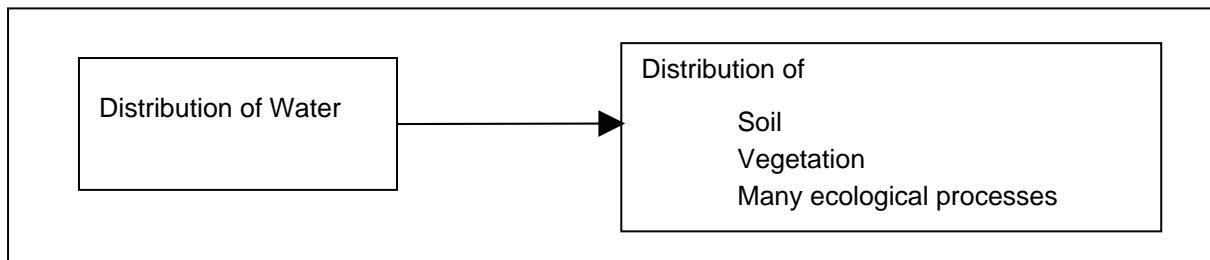 Distribution of Water
Distribution of
Soil
Vegetation
Many ecological processes